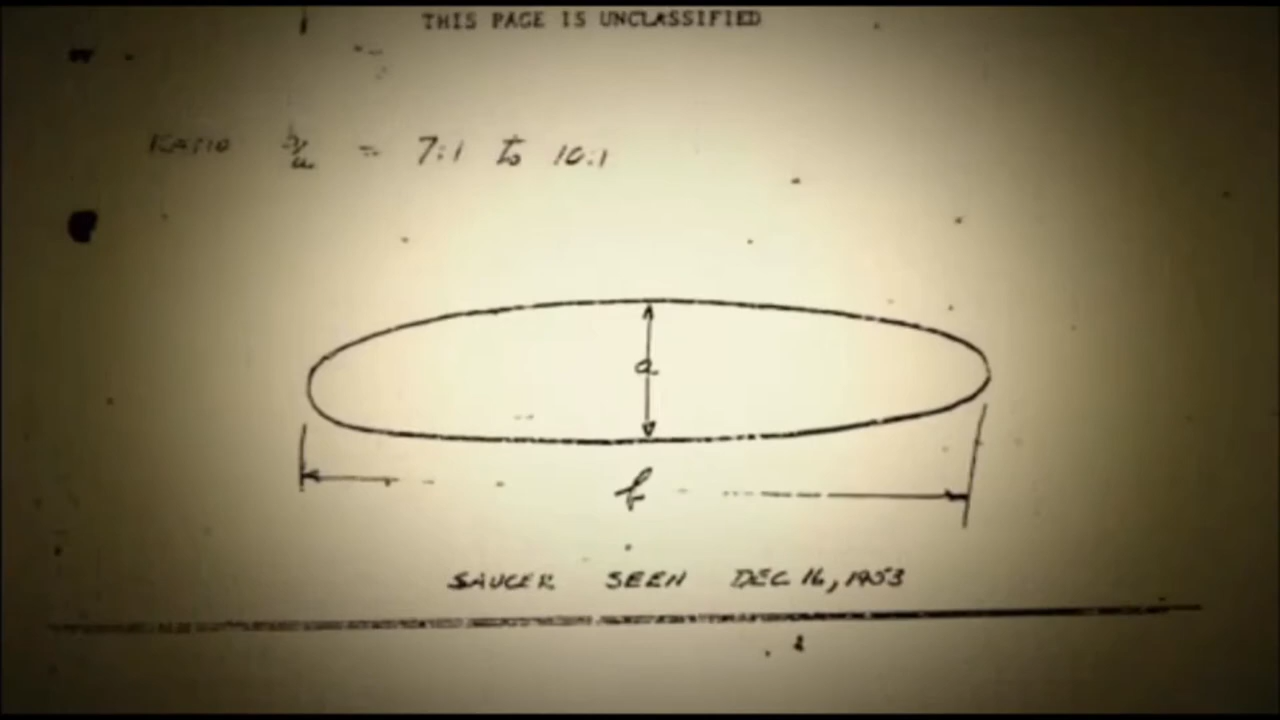 THIS PAGE IS UNCLASSIFIED
RATIO b/a = 7:1 to 10:1
a
b
SAUCER SEEN DEC 16, 1953